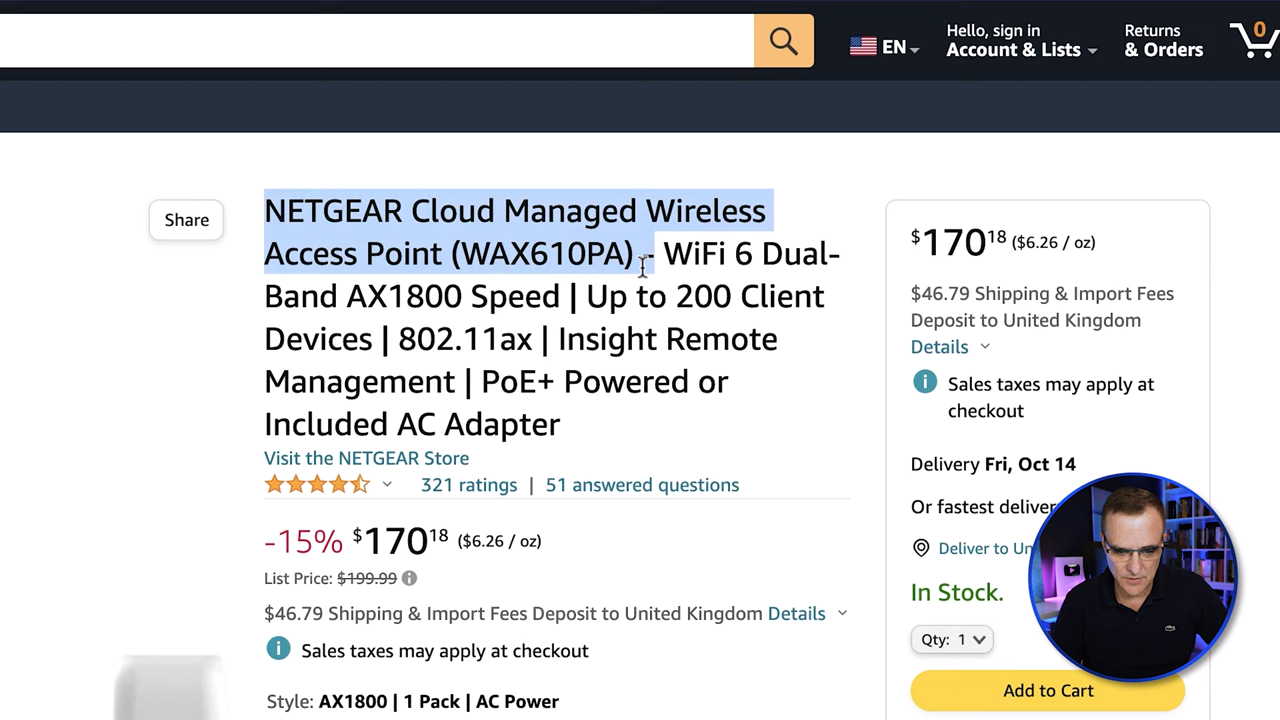 EN
Hello, sign in
Account & Lists
Returns
& Orders
0
Share
NETGEAR Cloud Managed Wireless
Access Point (WAX610PA) - WiFi 6 Dual-
Band AX1800 Speed | Up to 200 Client
Devices | 802.11ax | Insight Remote
Management | PoE+ Powered or
Included AC Adapter
Visit the NETGEAR Store
321 ratings | 51 answered questions
-15% $170 18 ($6.26 / oz)
List Price: $199.99
$46.79 Shipping & Import Fees Deposit to United Kingdom Details
Sales taxes may apply at checkout
Style: AX1800 | 1 Pack | AC Power
$170 18 ($6.26 / oz)
$46.79 Shipping & Import Fees
Deposit to United Kingdom
Details
Sales taxes may apply at
checkout
Delivery Fri, Oct 14
Or fastest
Deliver to
In Stock.
Qty: 1
Add to Cart